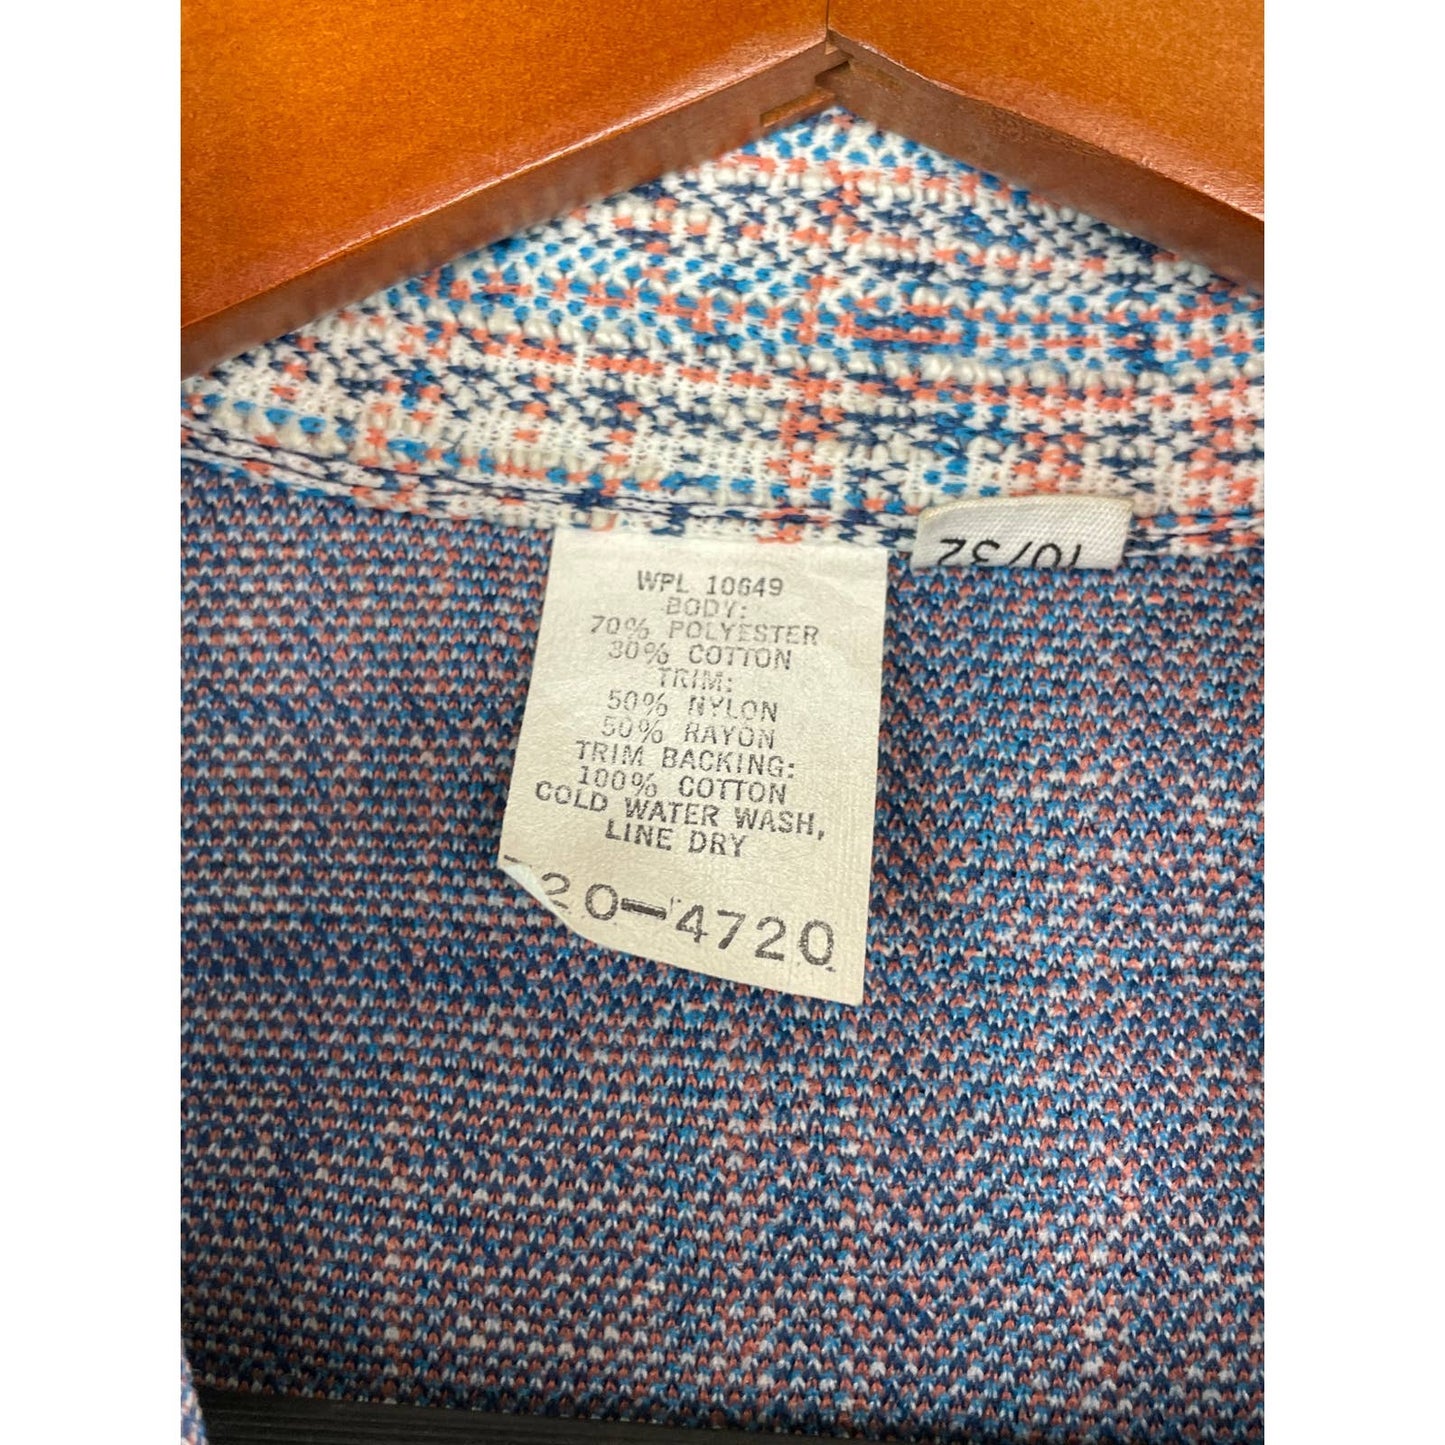 10/32
WPL 10649
BODY:
70% POLYESTER
30% COTTON
TRIM:
50% NYLON
50% RAYON
TRIM BACKING:
100% COTTON
COLD WATER WASH,
LINE DRY
20-4720